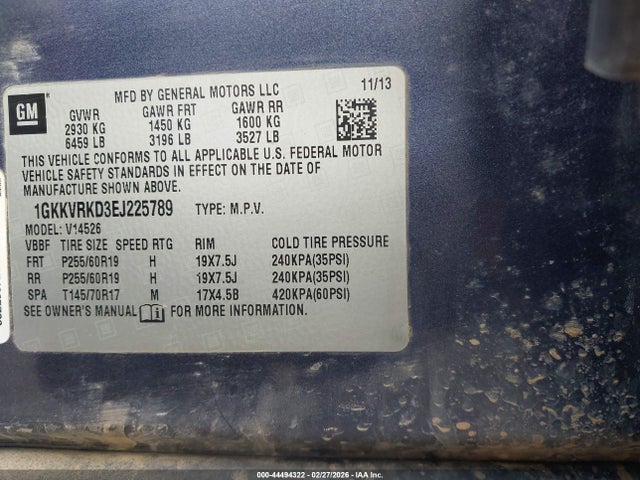 GM
MFD BY GENERAL MOTORS LLC 11/13
GVWR GAWR FRT GAWR RR
2930 KG 1450 KG 1600 KG
6459 LB 3196 LB 3527 LB
THIS VEHICLE CONFORMS TO ALL APPLICABLE U.S. FEDERAL MOTOR
VEHICLE SAFETY STANDARDS IN EFFECT ON THE DATE OF
MANUFACTURE SHOWN ABOVE.
1GKKVRKD3EJ225789 TYPE: M.P.V.
MODEL: V14526
VBBF TIRE SIZE SPEED RTG RIM COLD TIRE PRESSURE
FRT P255/60R19 H 19X7.5J 240KPA(35PSI)
RR P255/60R19 H 19X7.5J 240KPA(35PSI)
SPA T145/70R17 M 17X4.5B 420KPA(60PSI)
SEE OWNER'S MANUAL FOR MORE INFORMATION.
000-44494322 - 02/27/2026 - IAA Inc.